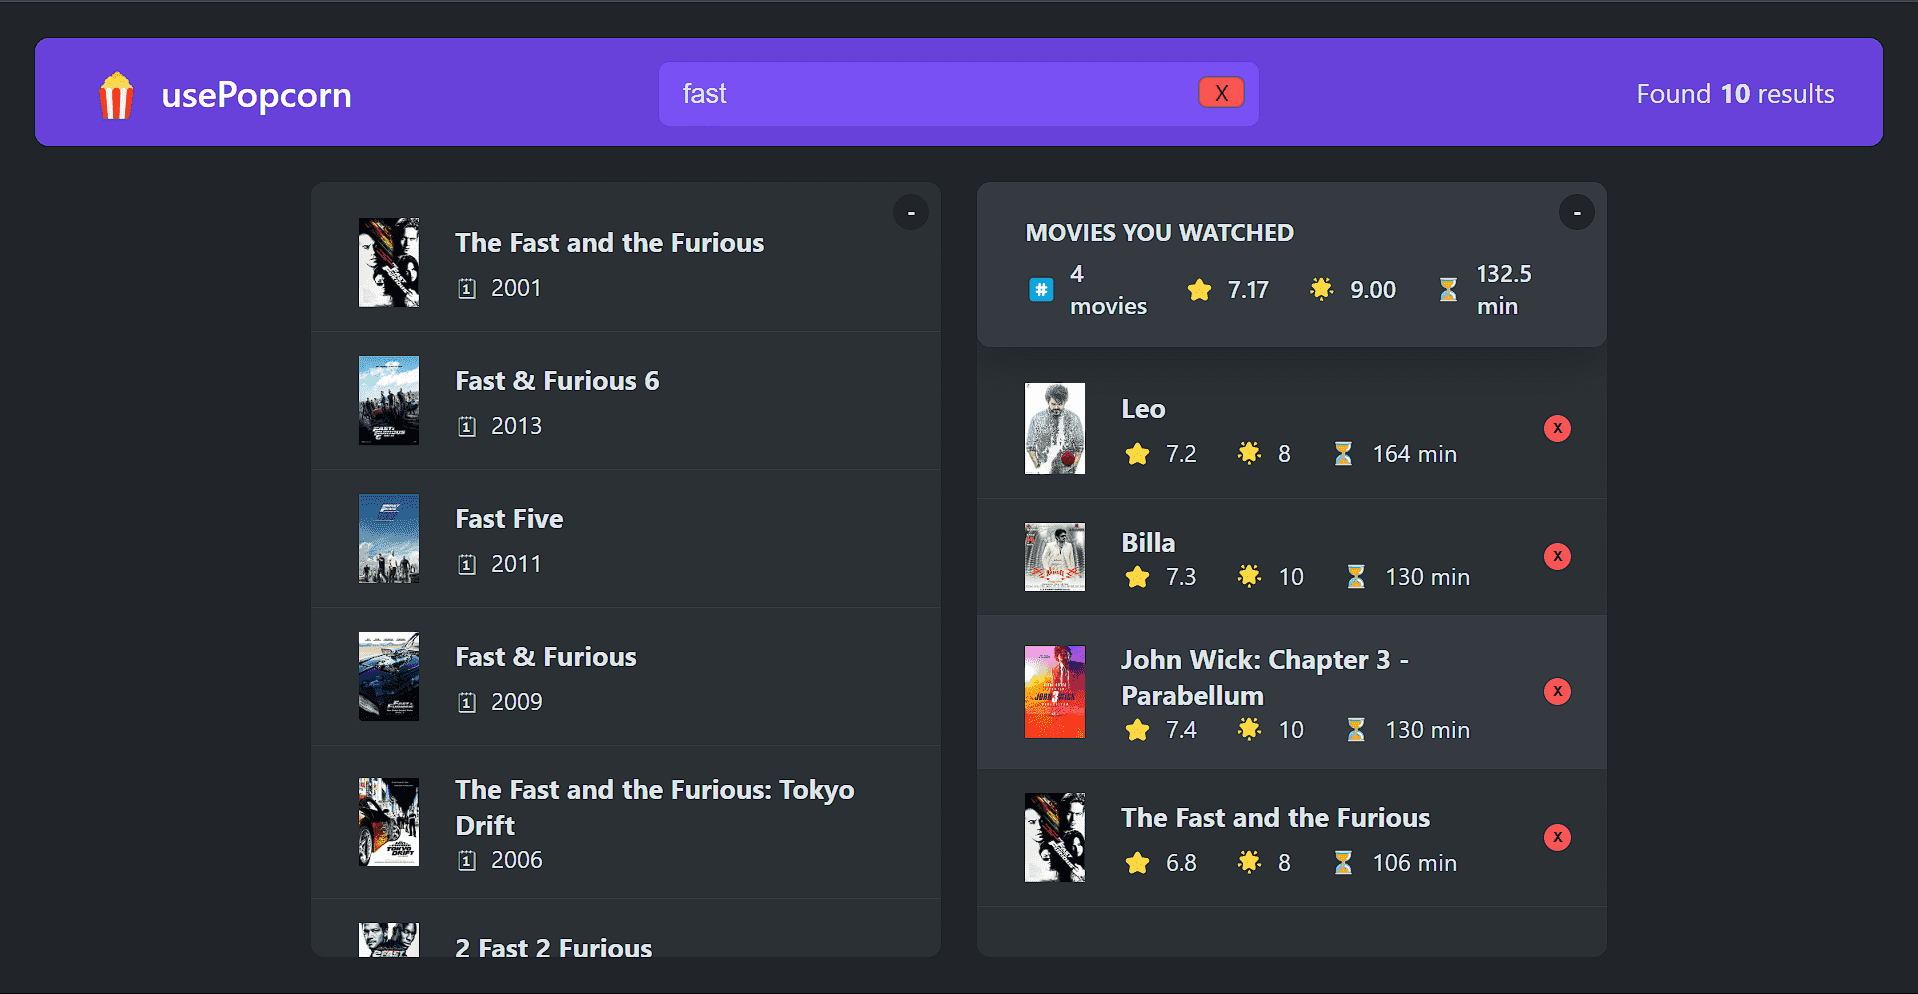 usePopcorn
fast
X
Found 10 results
-
The Fast and the Furious
2001
Fast & Furious 6
2013
Fast Five
2011
Fast & Furious
2009
The Fast and the Furious: Tokyo
Drift
2006
2 Fast 2 Furious
-
MOVIES YOU WATCHED
# 4 movies 7.17 9.00 132.5 min
Leo
7.2 8 164 min
X
Billa
7.3 10 130 min
X
John Wick: Chapter 3 -
Parabellum
7.4 10 130 min
X
The Fast and the Furious
6.8 8 106 min
X